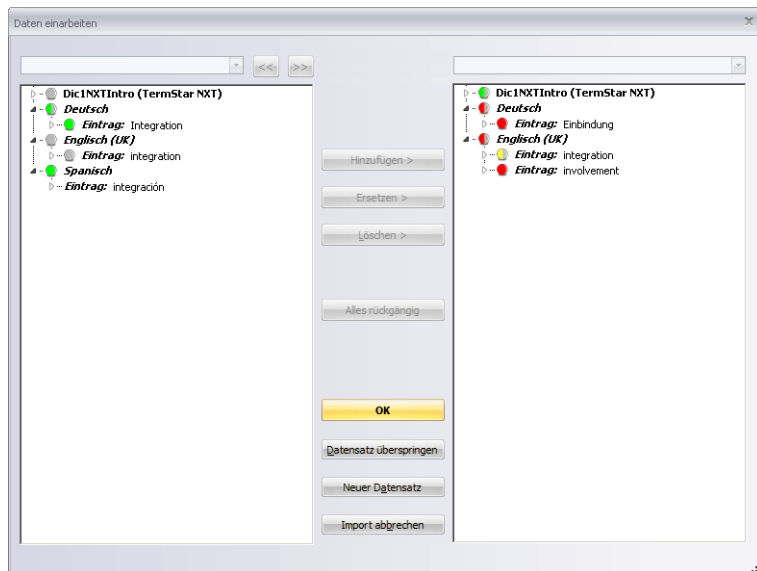 Daten einarbeiten
<< >>
Dic1NXTIntro (TermStar NXT)
Deutsch
Eintrag: Integration
Englisch (UK)
Eintrag: integration
Spanisch
Eintrag: integración
Hinzufügen >
Ersetzen >
Löschen >
Alles rückgängig
OK
Datensatz überspringen
Neuer Datensatz
Import abbrechen
Dic1NXTIntro (TermStar NXT)
Deutsch
Eintrag: Einbindung
Englisch (UK)
Eintrag: integration
Eintrag: involvement